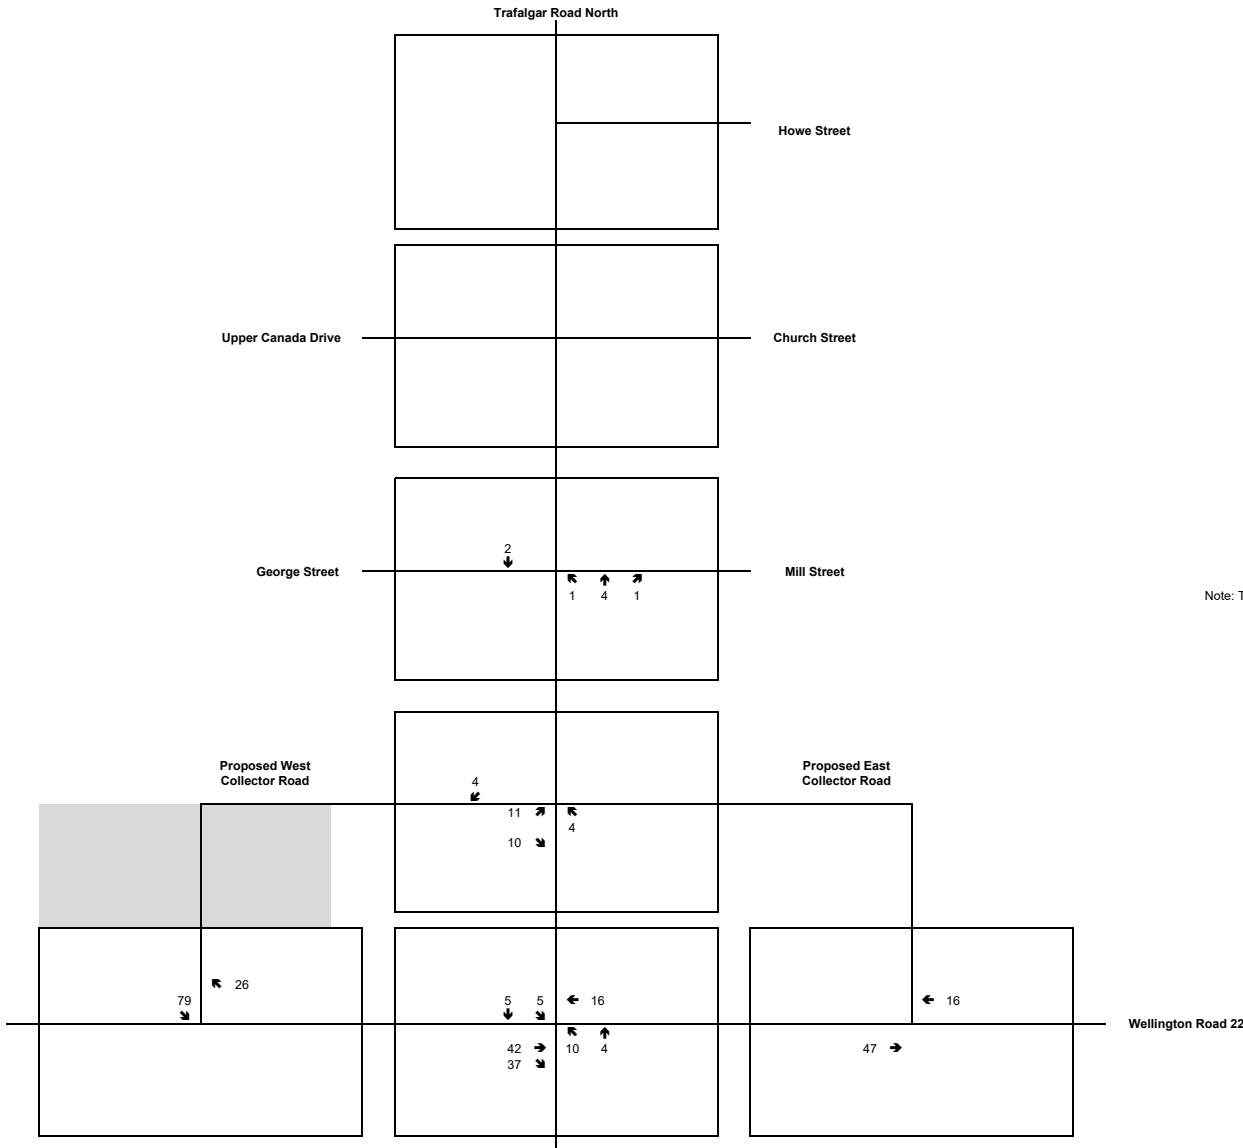 Trafalgar Road North
Howe Street
Upper Canada Drive
Church Street
2
George Street
Mill Street
1 4 1
Note: T
Proposed West
Collector Road
Proposed East
Collector Road
4
11
4
10
26
79
5 5 16
16
Wellington Road 22
42 10 4
47
37